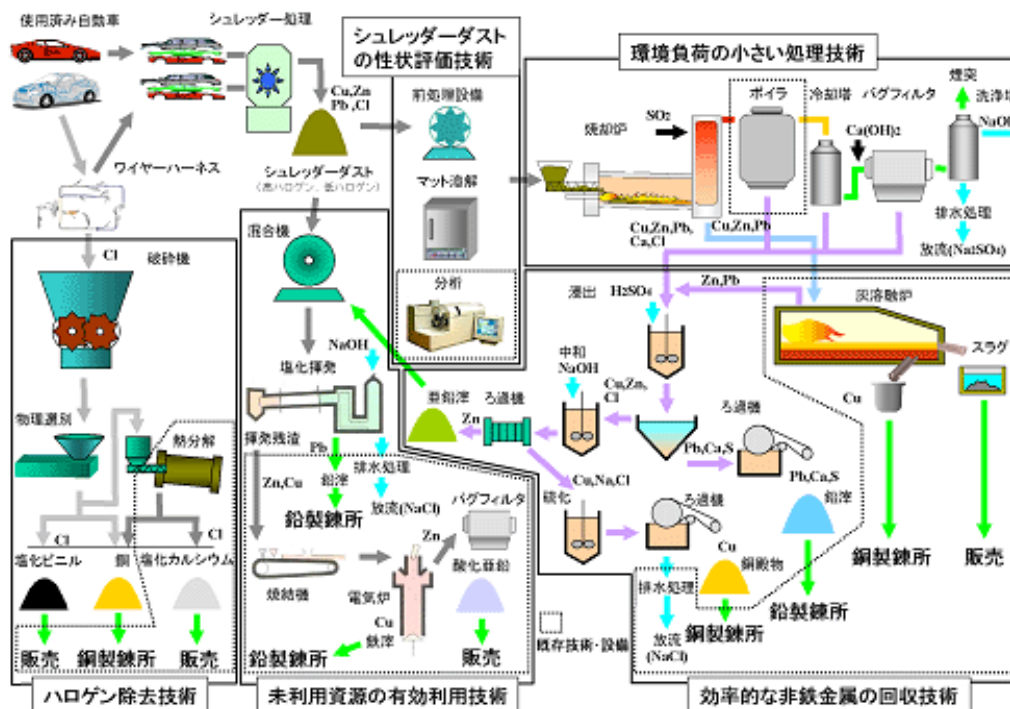 使用済み自動車
シュレッダー処理
シュレッダーダスト
の性状評価技術
環境負荷の小さい処理技術
Cu,Zn
Pb,Cl
前処理設備
ワイヤーハーネス
シュレッダーダスト
(高ハロゲン、低ハロゲン)
マット溶解
分析
焼却炉
SO2
ボイラ
冷却塔
バグフィルタ
煙突
洗浄塔
NaOH
Ca(OH)2
排水処理
放流(Na2SO4)
Cu,Zn,Pb,
Ca,Cl
Cu,Zn,Pb
Cl
破砕機
物理選別
熱分解
Cl
Cl
塩化ビニル
銅
塩化カルシウム
販売
銅製錬所
販売
ハロゲン除去技術
混合機
NaOH
塩化揮発
揮発残渣
Pb
鉛滓
鉛製錬所
排水処理
放流(NaCl)
Zn,Cu
焼結機
電気炉
Zn
バグフィルタ
酸化亜鉛
Cu
鉄滓
鉛製錬所
販売
未利用資源の有効利用技術
浸出
H2SO4
Zn,Pb
灰溶融炉
スラグ
Cu
中和
NaOH
Cu,Zn,
Cl
ろ過機
Zn
亜鉛滓
ろ過機
Pb,Ca,S
Pb,Ca,S
鉛滓
Cu,Na,Cl
硫化
ろ過機
Cu
銅殿物
排水処理
放流
(NaCl)
銅製錬所
鉛製錬所
銅製錬所
販売
既存技術・設備
効率的な非鉄金属の回収技術